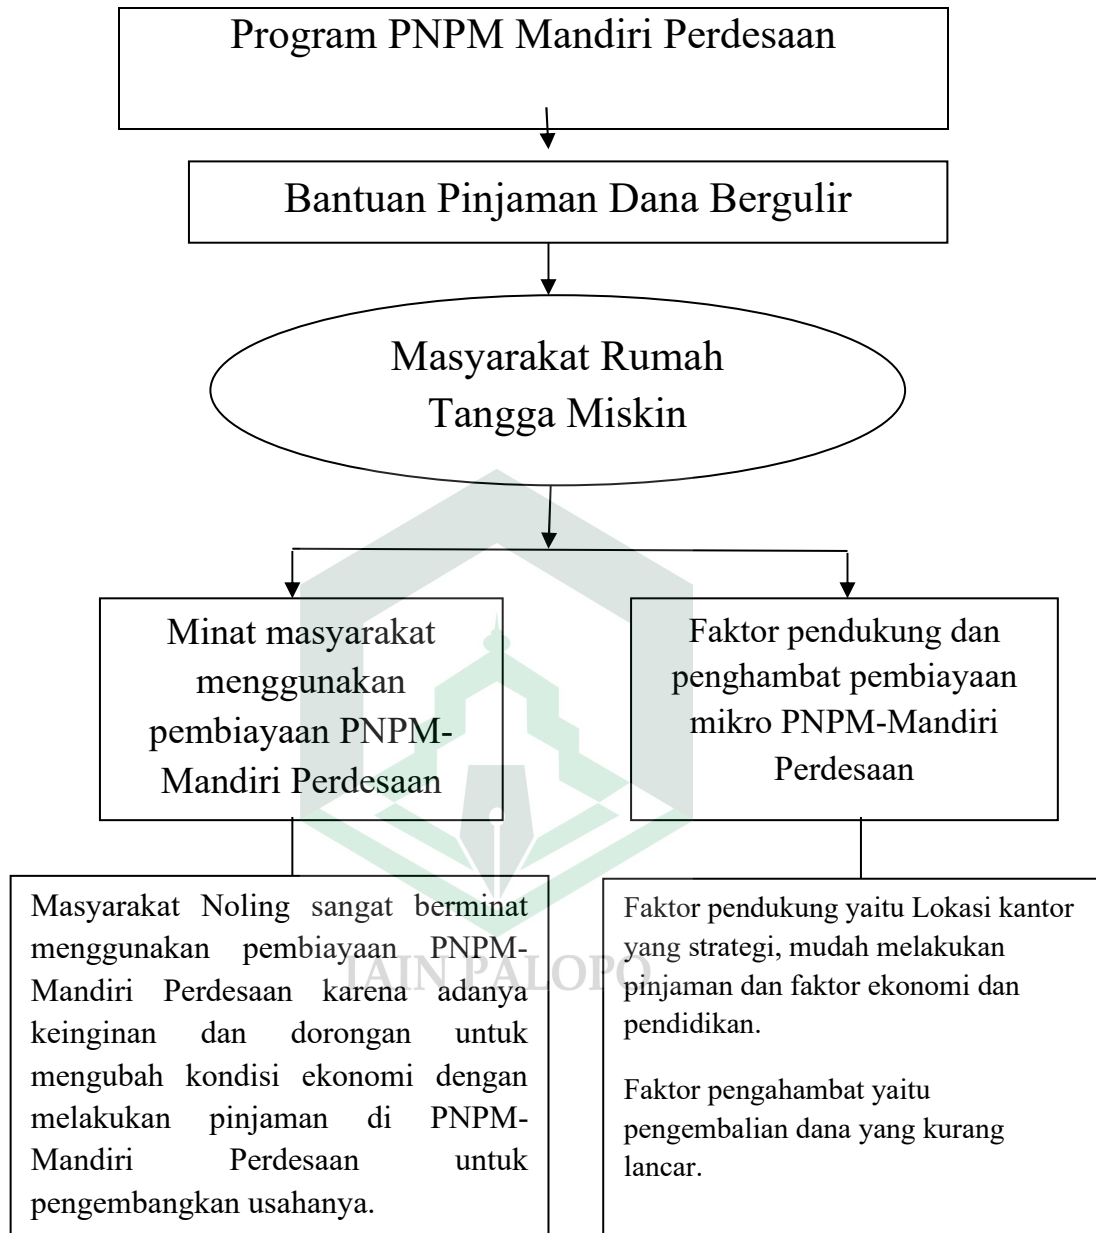 Program PNPM Mandiri Perdesaan
Bantuan Pinjaman Dana Bergulir
Masyarakat Rumah
Tangga Miskin
Minat masyarakat
menggunakan
pembiayaan PNPM-
Mandiri Perdesaan
Faktor pendukung dan
penghambat pembiayaan
mikro PNPM-Mandiri
Perdesaan
Masyarakat Noling sangat berminat
menggunakan pembiayaan PNPM-
Mandiri Perdesaan karena adanya
keinginan dan dorongan untuk
mengubah kondisi ekonomi dengan
melakukan pinjaman di PNPM-
Mandiri Perdesaan untuk
pengembangkan usahanya.
Faktor pendukung yaitu Lokasi kantor
yang strategi, mudah melakukan
pinjaman dan faktor ekonomi dan
pendidikan.
Faktor pengahambat yaitu
pengembalian dana yang kurang
lancar.
IAIN PALOPO